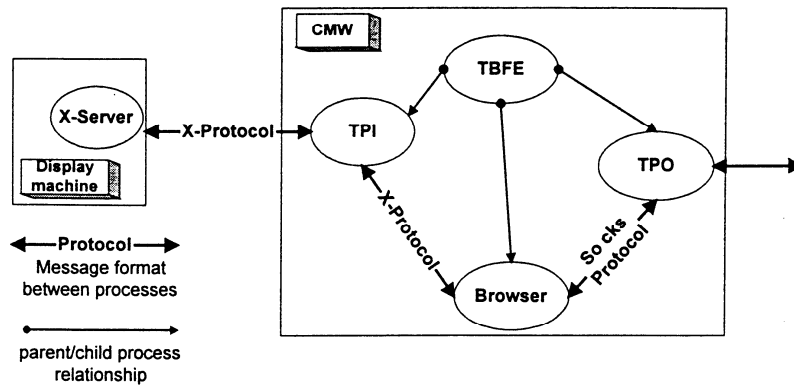 CMW
TBFE
X-Server
X-Protocol
TPI
TPO
Display
machine
X-Protocol
So cks
Protocol
Browser
Protocol
Message format
between processes
parent/child process
relationship